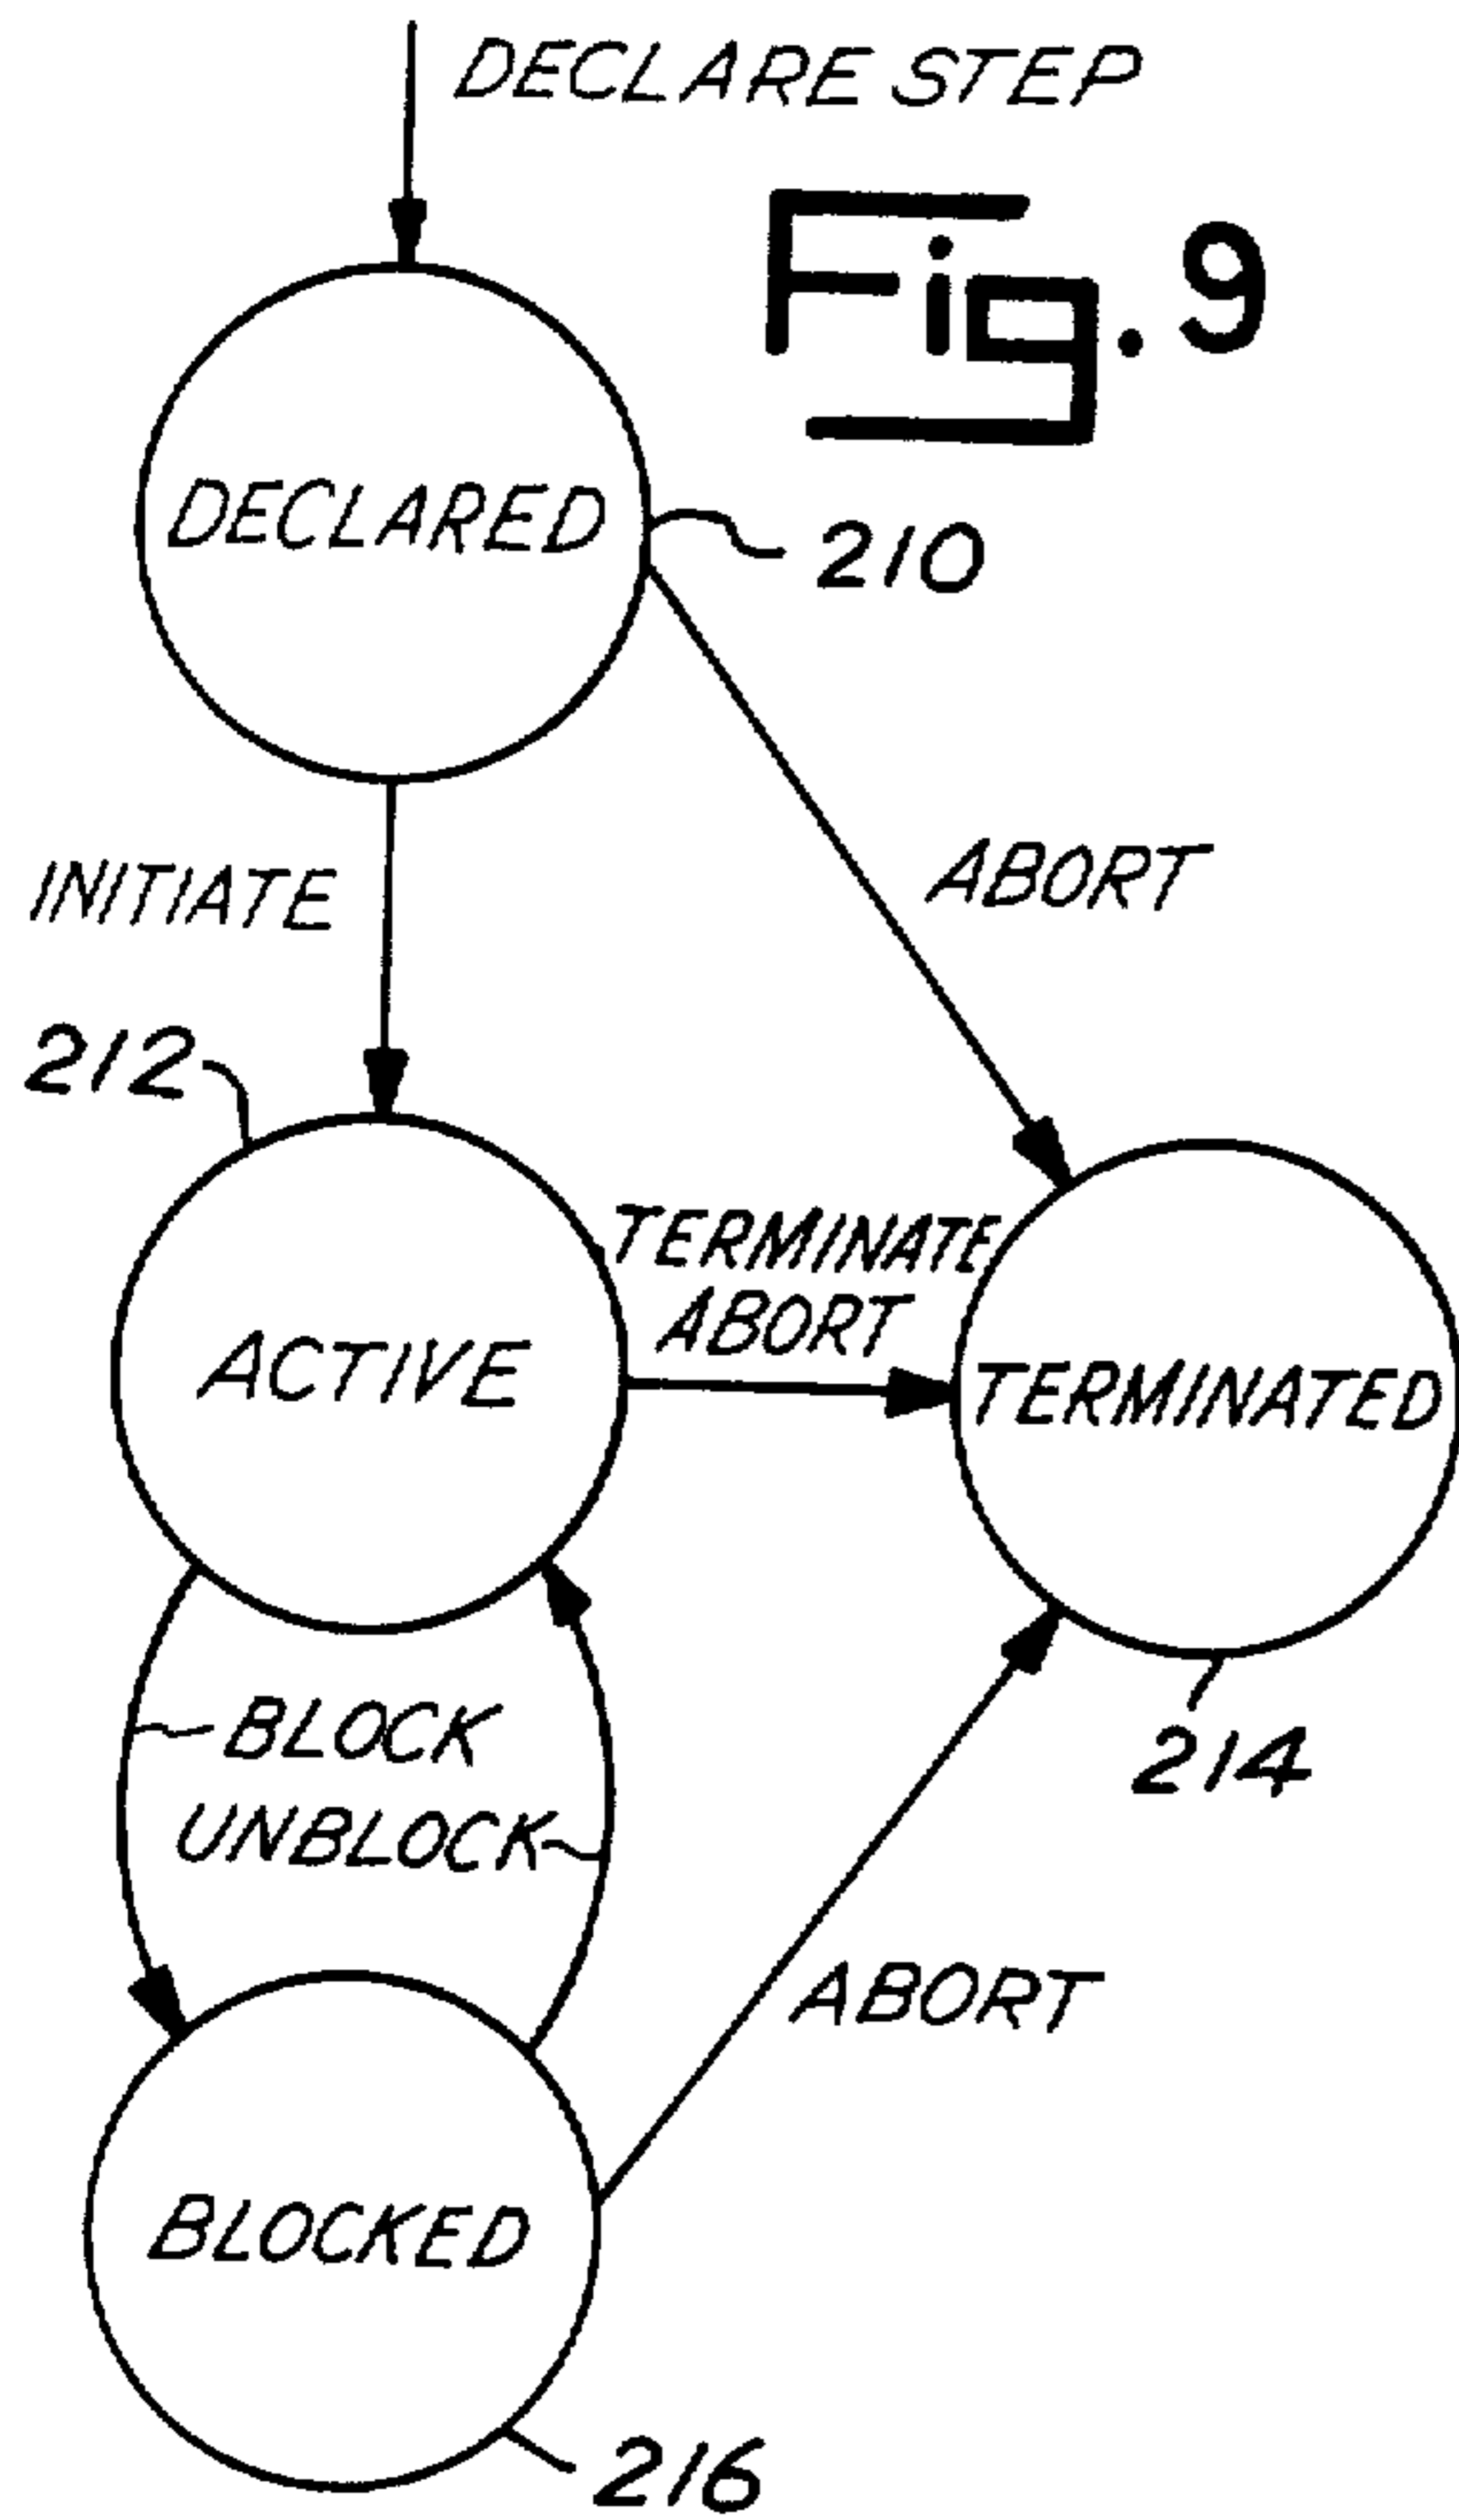 DECLARE STEP
Fig. 9
DECLARED
210
INITIATE
ABORT
212
TERMINATE
ABORT
ACTIVE
TERMINATED
BLOCK
214
UNBLOCK
ABORT
BLOCKED
216